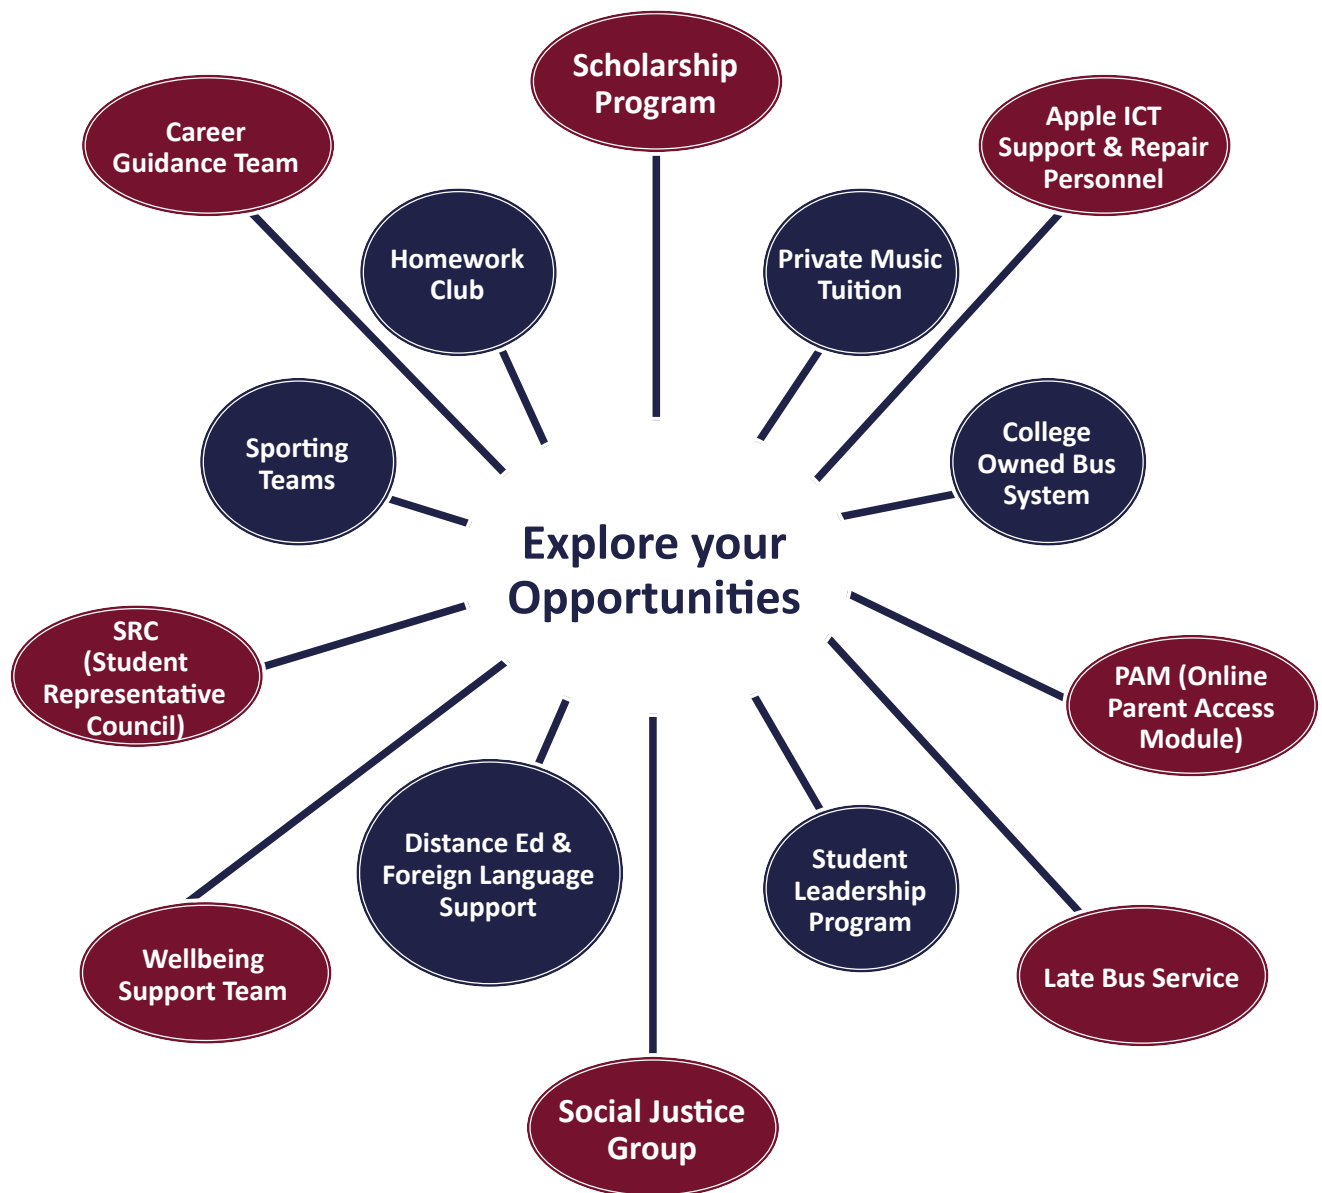 Scholarship
Program
Career
Guidance Team
Apple ICT
Support & Repair
Personnel
Homework
Club
Private Music
Tuition
Sporting
Teams
College
Owned Bus
System
Explore your
Opportunities
SRC
(Student
Representative
Council)
PAM (Online
Parent Access
Module)
Distance Ed &
Foreign Language
Support
Student
Leadership
Program
Wellbeing
Support Team
Late Bus Service
Social Justice
Group